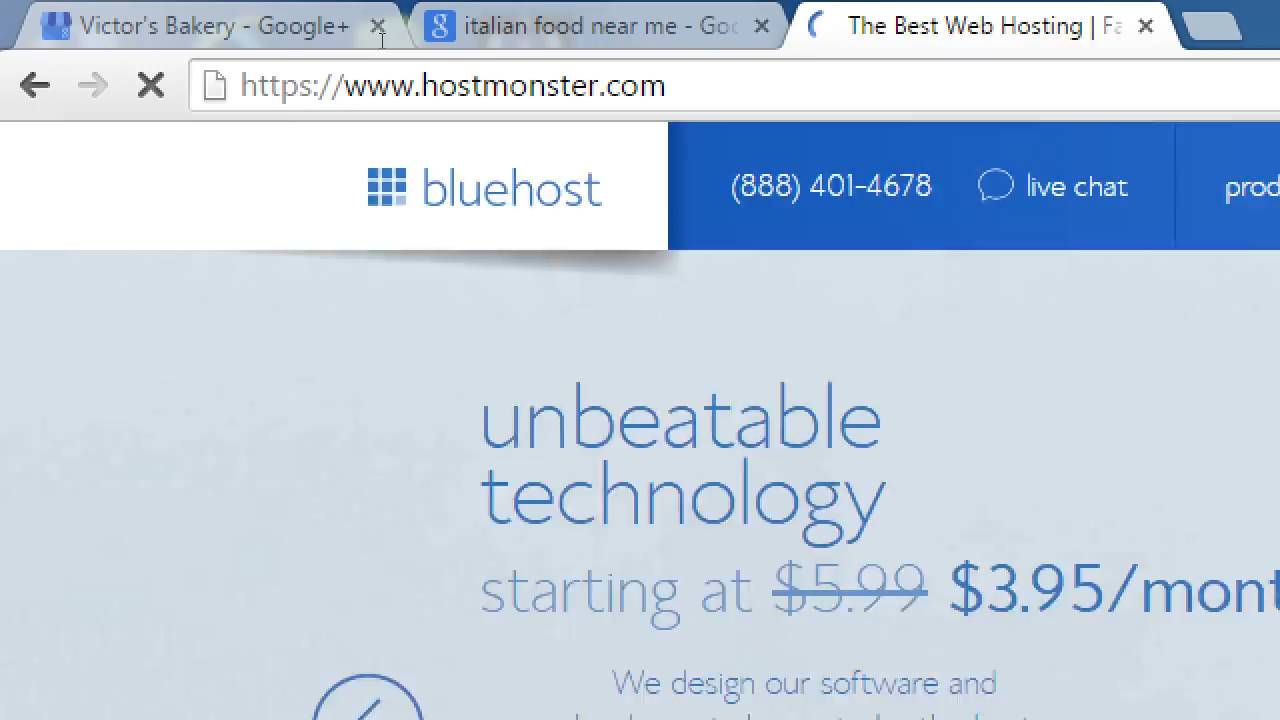 Victor's Bakery - Google+
italian food near me - Goo
The Best Web Hosting | Fa
https://www.hostmonster.com
bluehost
(888) 401-4678
live chat
prod
unbeatable
technology
starting at $5.99 $3.95/mont
We design our software and